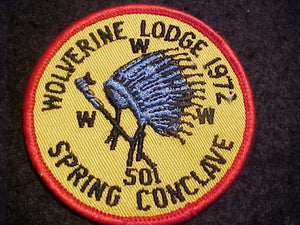 WOLVERINE LODGE 1972
W
W W
501
SPRING CONCLAVE